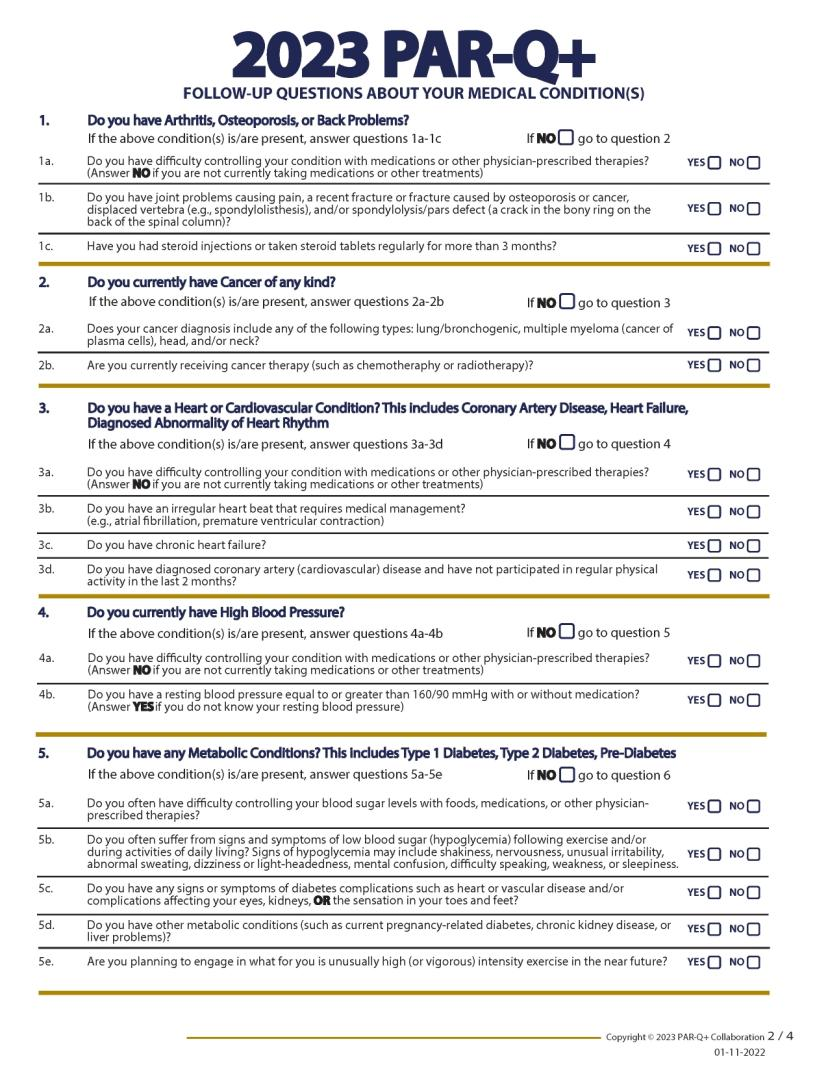 2023 PAR-Q+
FOLLOW-UP QUESTIONS ABOUT YOUR MEDICAL CONDITION(S)
1. Do you have Arthritis, Osteoporosis, or Back Problems?
If the above condition(s) is/are present, answer questions 1a-1c If NO go to question 2
1a. Do you have difficulty controlling your condition with medications or other physician-prescribed therapies?
(Answer NO if you are not currently taking medications or other treatments) YES NO
1b. Do you have joint problems causing pain, a recent fracture or fracture caused by osteoporosis or cancer,
displaced vertebra (e.g., spondylolisthesis), and/or spondylolysis/pars defect (a crack in the bony ring on the YES NO
back of the spinal column)?
1c. Have you had steroid injections or taken steroid tablets regularly for more than 3 months? YES NO
2. Do you currently have Cancer of any kind?
If the above condition(s) is/are present, answer questions 2a-2b If NO go to question 3
2a. Does your cancer diagnosis include any of the following types: lung/bronchogenic, multiple myeloma (cancer of YES NO
plasma cells), head, and/or neck?
2b. Are you currently receiving cancer therapy (such as chemotheraphy or radiotherapy)? YES NO
3. Do you have a Heart or Cardiovascular Condition? This includes Coronary Artery Disease, Heart Failure,
Diagnosed Abnormality of Heart Rhythm
If the above condition(s) is/are present, answer questions 3a-3d If NO go to question 4
3a. Do you have difficulty controlling your condition with medications or other physician-prescribed therapies? YES NO
(Answer NO if you are not currently taking medications or other treatments)
3b. Do you have an irregular heart beat that requires medical management? YES NO
(e.g., atrial fibrillation, premature ventricular contraction)
3c. Do you have chronic heart failure? YES NO
3d. Do you have diagnosed coronary artery (cardiovascular) disease and have not participated in regular physical YES NO
activity in the last 2 months?
4. Do you currently have High Blood Pressure?
If the above condition(s) is/are present, answer questions 4a-4b If NO go to question 5
4a. Do you have difficulty controlling your condition with medications or other physician-prescribed therapies? YES NO
(Answer NO if you are not currently taking medications or other treatments)
4b. Do you have a resting blood pressure equal to or greater than 160/90 mmHg with or without medication? YES NO
(Answer YES if you do not know your resting blood pressure)
5. Do you have any Metabolic Conditions? This includes Type 1 Diabetes, Type 2 Diabetes, Pre-Diabetes
If the above condition(s) is/are present, answer questions 5a-5e If NO go to question 6
5a. Do you often have difficulty controlling your blood sugar levels with foods, medications, or other physician- YES NO
prescribed therapies?
5b. Do you often suffer from signs and symptoms of low blood sugar (hypoglycemia) following exercise and/or
during activities of daily living? Signs of hypoglycemia may include shakiness, nervousness, unusual irritability, YES NO
abnormal sweating, dizziness or light-headedness, mental confusion, difficulty speaking, weakness, or sleepiness.
5c. Do you have any signs or symptoms of diabetes complications such as heart or vascular disease and/or YES NO
complications affecting your eyes, kidneys, OR the sensation in your toes and feet?
5d. Do you have other metabolic conditions (such as current pregnancy-related diabetes, chronic kidney disease, or YES NO
liver problems)?
5e. Are you planning to engage in what for you is unusually high (or vigorous) intensity exercise in the near future? YES NO
Copyright © 2023 PAR-Q+ Collaboration 2 / 4
01-11-2022